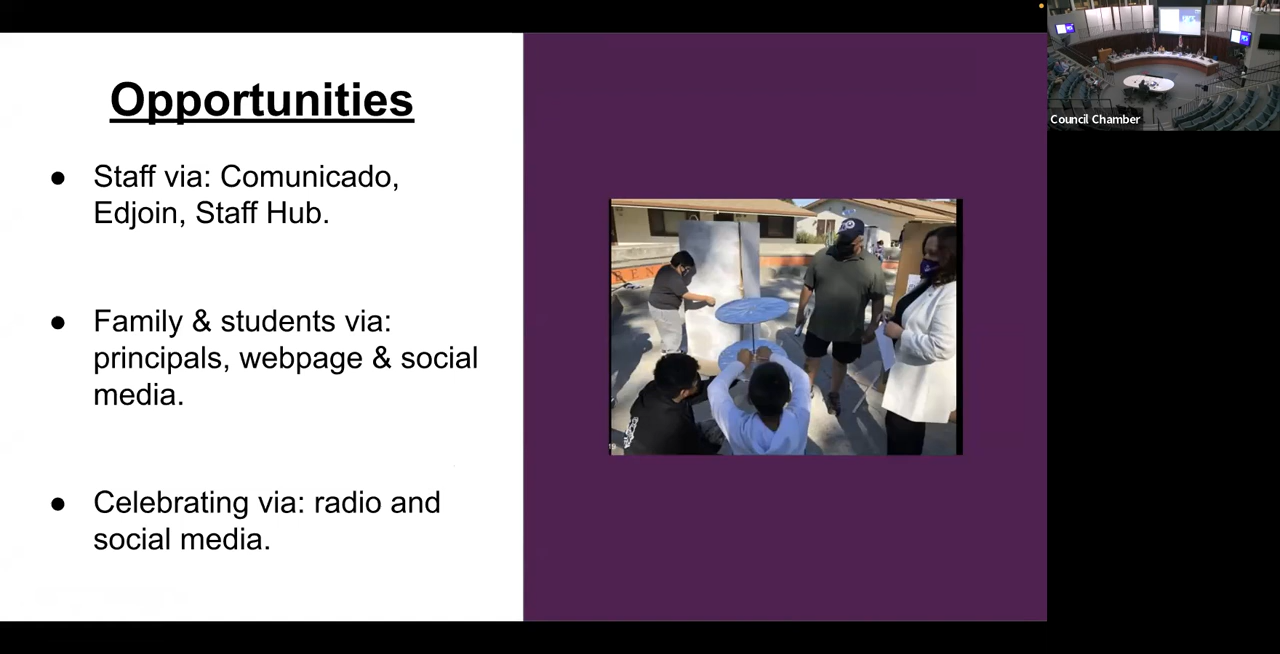 Opportunities
● Staff via: Comunicado,
Edjoin, Staff Hub.
● Family & students via:
principals, webpage & social
media.
● Celebrating via: radio and
social media.
Council Chamber